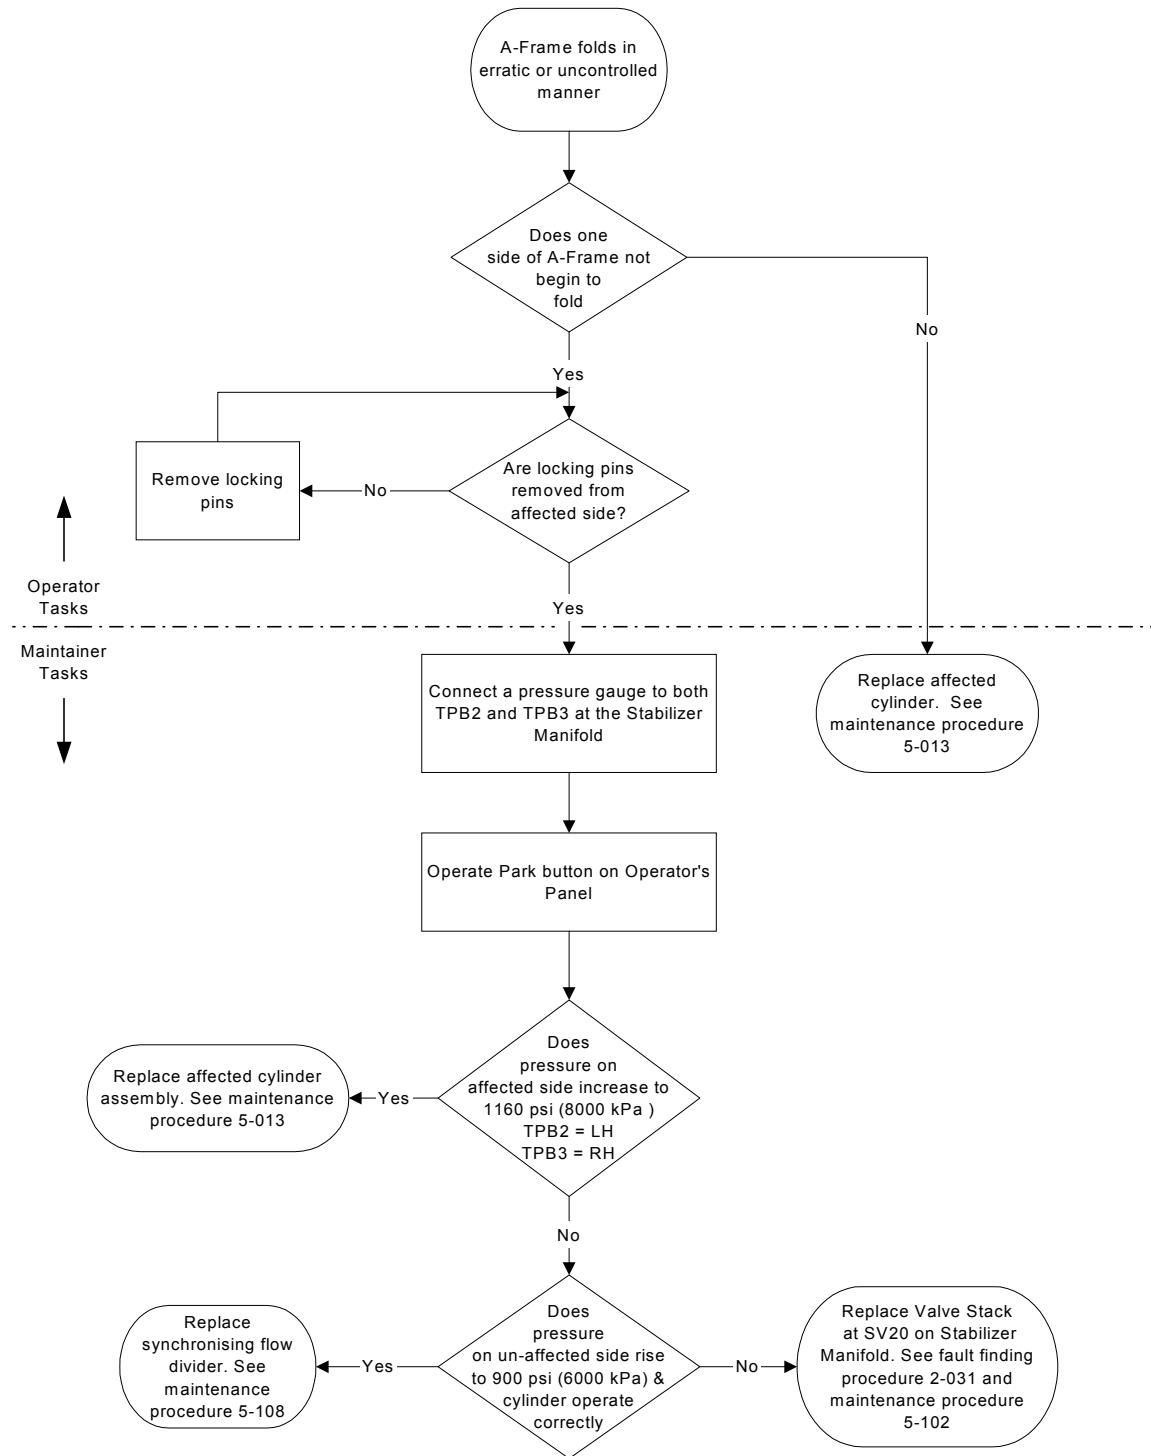 A-Frame folds in
erratic or uncontrolled
manner
Does one
side of A-Frame not
begin to
fold
No
Yes
Remove locking
pins
No
Are locking pins
removed from
affected side?
Operator
Tasks
Yes
Maintainer
Tasks
Connect a pressure gauge to both
TPB2 and TPB3 at the Stabilizer
Manifold
Replace affected
cylinder. See
maintenance procedure
5-013
Operate Park button on Operator's
Panel
Does
pressure on
affected side increase to
1160 psi (8000 kPa )
TPB2 = LH
TPB3 = RH
Yes
Replace affected cylinder
assembly. See maintenance
procedure 5-013
No
Does
pressure
on un-affected side rise
to 900 psi (6000 kPa) &
cylinder operate
correctly
Yes
Replace
synchronising flow
divider. See
maintenance
procedure 5-108
No
Replace Valve Stack
at SV20 on Stabilizer
Manifold. See fault finding
procedure 2-031 and
maintenance procedure
5-102